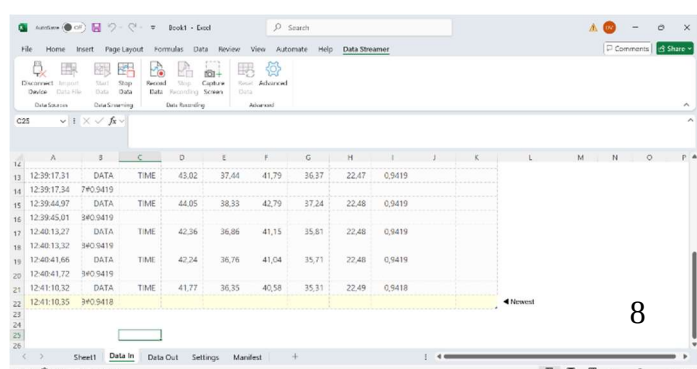 AutoSave Off Book1 - Excel Search
File Home Insert Page Layout Formulas Data Review View Automate Help Data Streamer Comments Share
Disconnect Device Import Data File Start Data Stop Data Record Data Stop Recording Capture Screen Reset Data Advanced
Data Sources Data Streaming Data Recording Advanced
C25 fx
A B C D E F G H I J K L M N O P
12
13 12:39:17,31 DATA TIME 43,02 37,44 41,79 36,37 22,47 0,9419
14 12:39:17,34 #0.9419
15 12:39:44,97 DATA TIME 44,05 38,33 42,79 37,24 22,48 0,9419
16 12:39:45,01 #0.9419
17 12:40:13,27 DATA TIME 42,36 36,86 41,15 35,81 22,48 0,9419
18 12:40:13,32 #0.9419
19 12:40:41,66 DATA TIME 42,24 36,76 41,04 35,71 22,48 0,9419
20 12:40:41,72 #0.9419
21 12:41:10,32 DATA TIME 41,77 36,35 40,58 35,31 22,49 0,9418
22 12:41:10,35 #0.9418 Newest
23
24
25
26
8
Sheet1 Data In Data Out Settings Manifest +